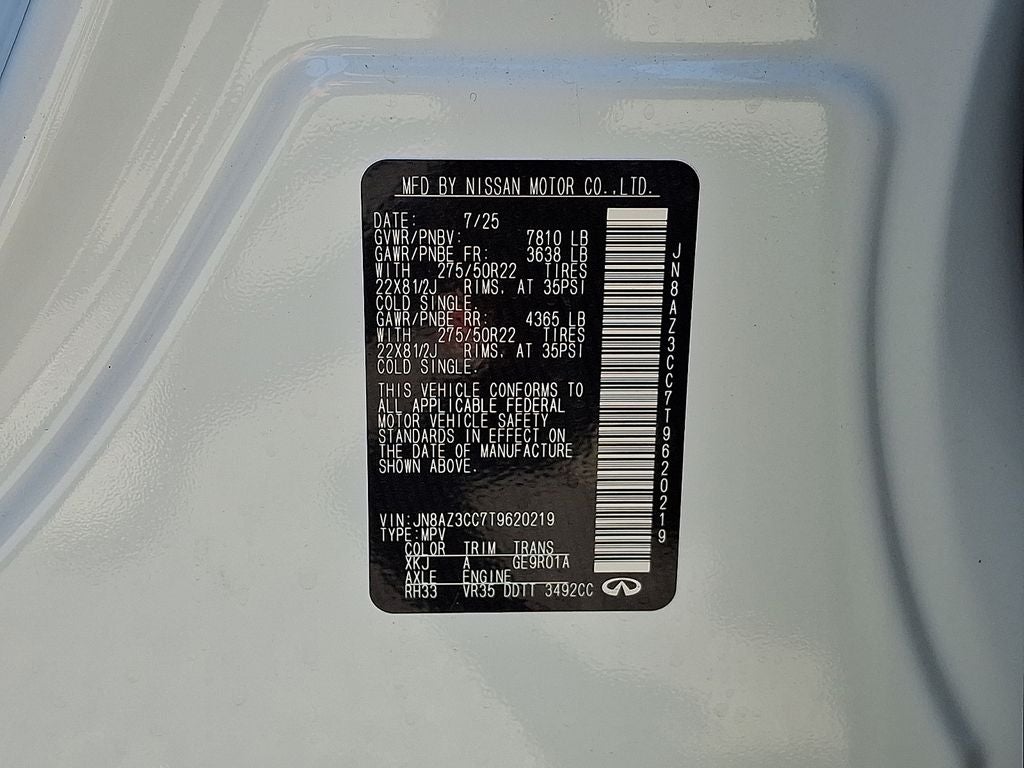 MFD BY NISSAN MOTOR CO.,LTD.
DATE: 7/25
GVWR/PNBV: 7810 LB
GAWR/PNBE FR: 3638 LB
WITH 275/50R22 TIRES
22X81/2J RIMS. AT 35PSI
COLD SINGLE.
GAWR/PNBE RR: 4365 LB
WITH 275/50R22 TIRES
22X81/2J RIMS. AT 35PSI
COLD SINGLE.
THIS VEHICLE CONFORMS TO
ALL APPLICABLE FEDERAL
MOTOR VEHICLE SAFETY
STANDARDS IN EFFECT ON
THE DATE OF MANUFACTURE
SHOWN ABOVE.
VIN:JN8AZ3CC7T9620219
TYPE:MPV
COLOR TRIM TRANS
XKJ A GE9R01A
AXLE ENGINE
RH33 VR35 DDTT 3492CC
JN8AZ3CC7T9620219